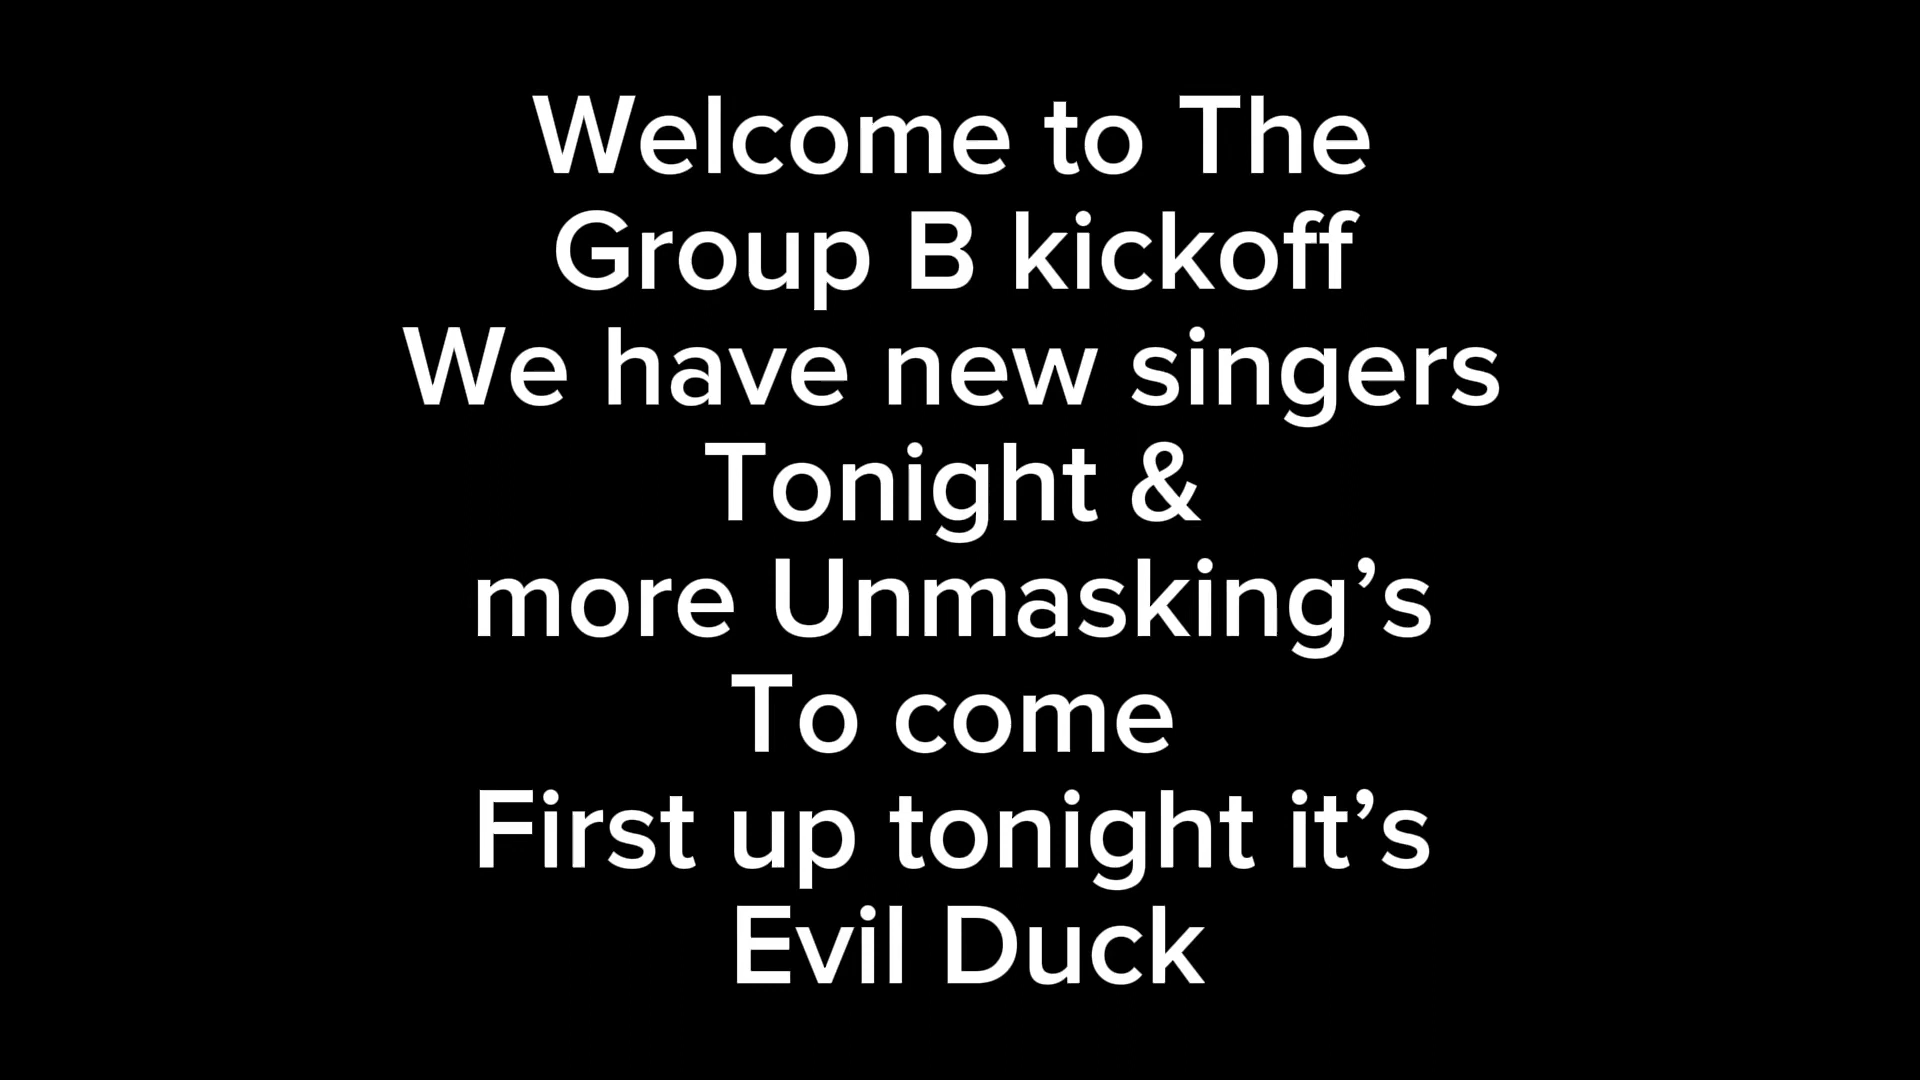 Welcome to The
Group B kickoff
We have new singers
Tonight &
more Unmasking’s
To come
First up tonight it’s
Evil Duck